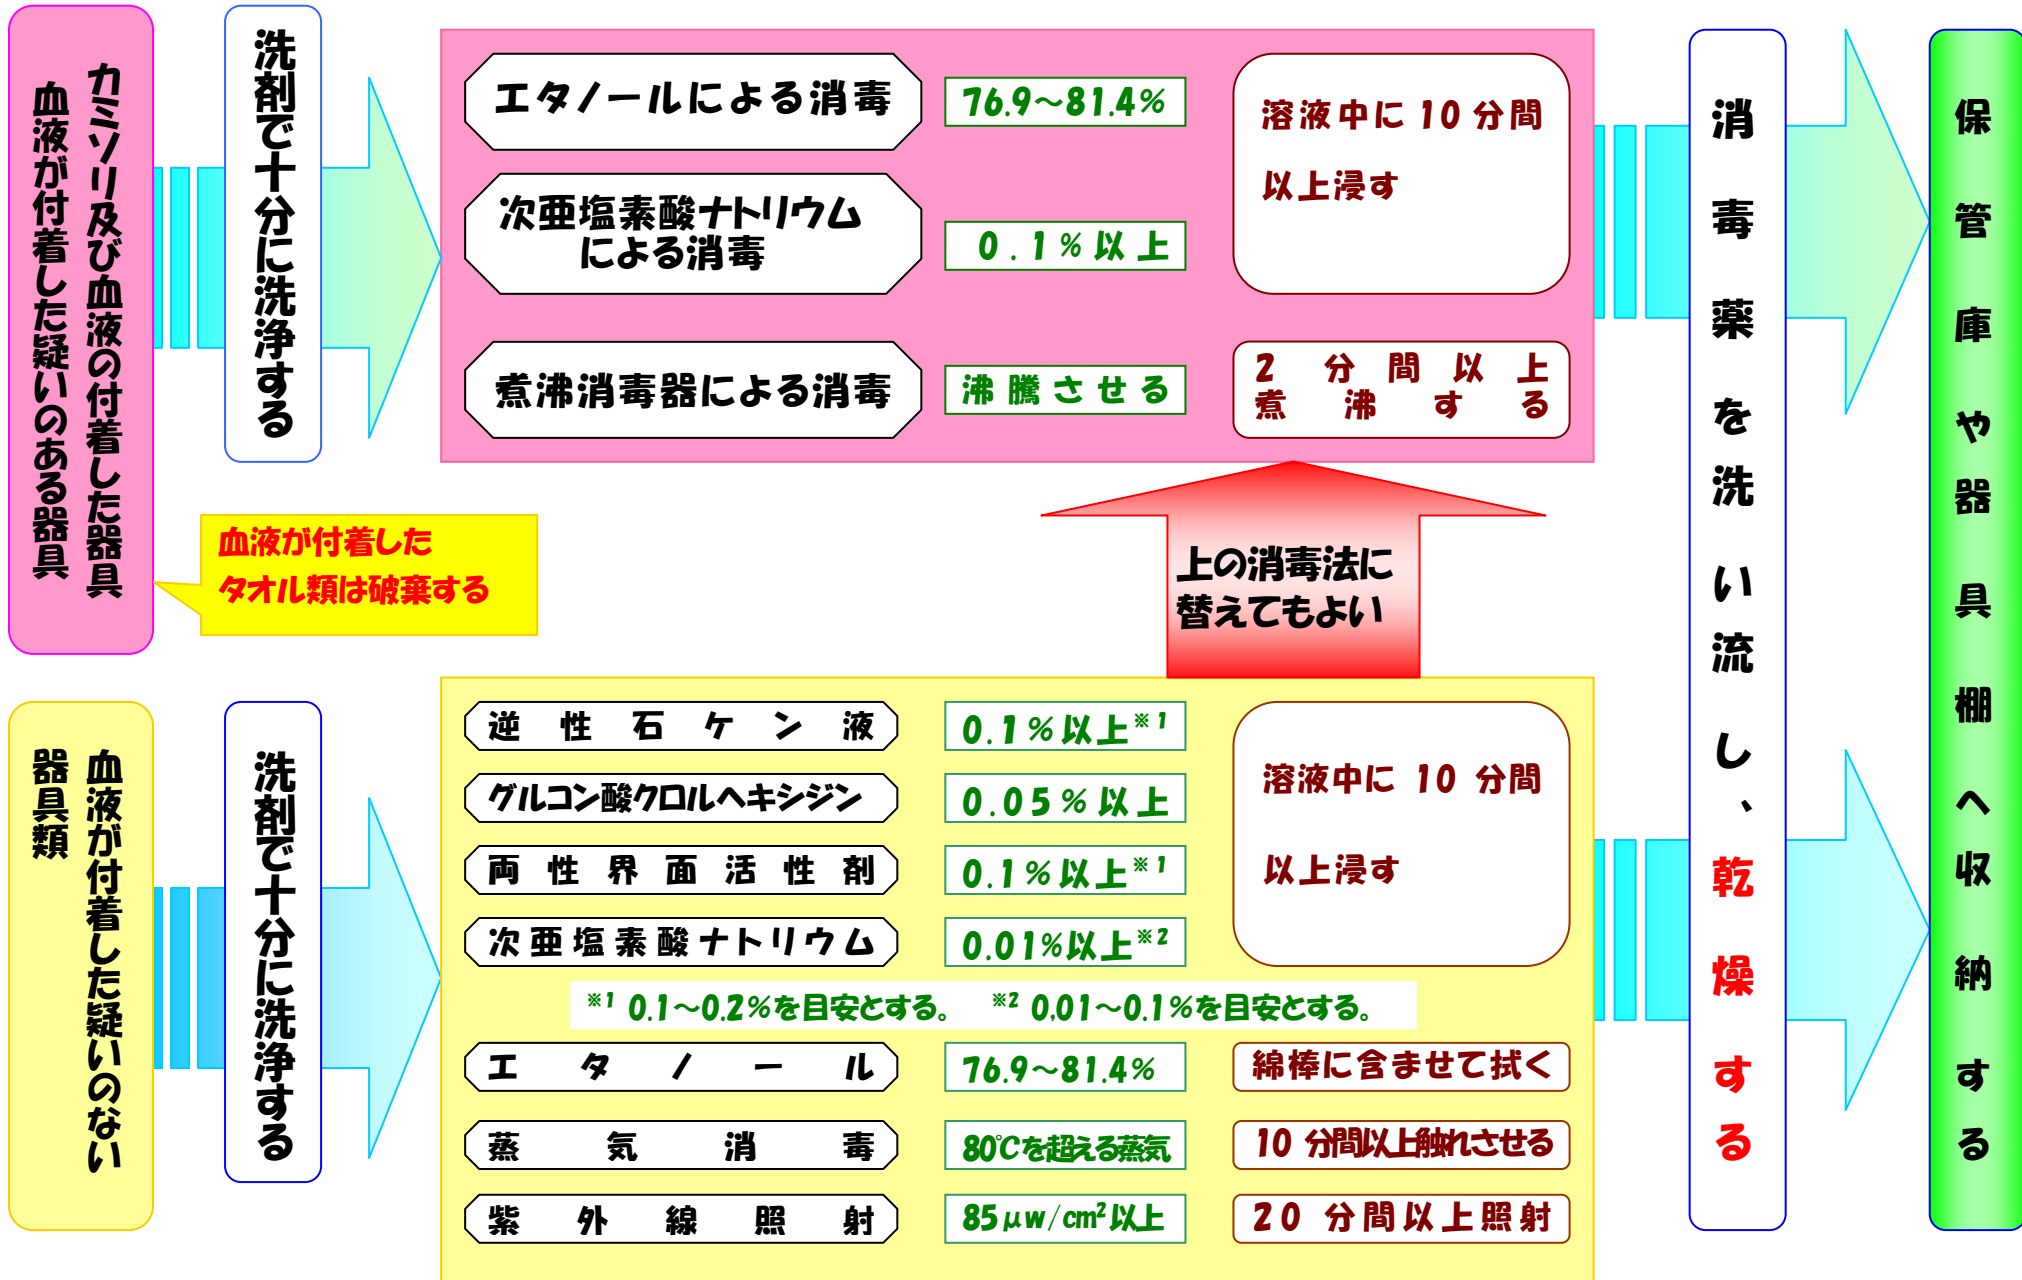 カミソリ及び血液の付着した器具
血液が付着した疑いのある器具
洗剤で十分に洗浄する
エタノールによる消毒
76.9～81.4%
溶液中に 10 分間
以上浸す
次亜塩素酸ナトリウム
による消毒
0.1%以上
煮沸消毒器による消毒
沸騰させる
2 分間以上
煮沸する
血液が付着した
タオル類は破棄する
上の消毒法に
替えてもよい
血液が付着した疑いのない
器具類
洗剤で十分に洗浄する
逆性石ケン液
0.1%以上※1
溶液中に 10 分間
以上浸す
グルコン酸クロルヘキシジン
0.05%以上
両性界面活性剤
0.1%以上※1
次亜塩素酸ナトリウム
0.01%以上※2
※1 0.1～0.2%を目安とする。 ※2 0,01～0.1%を目安とする。
エタノール
76.9～81.4%
綿棒に含ませて拭く
蒸気消毒
80℃を超える蒸気
10 分間以上触れさせる
紫外線照射
85μw/cm²以上
20 分間以上照射
消毒薬を洗い流し、乾燥する
保管庫や器具棚へ収納する